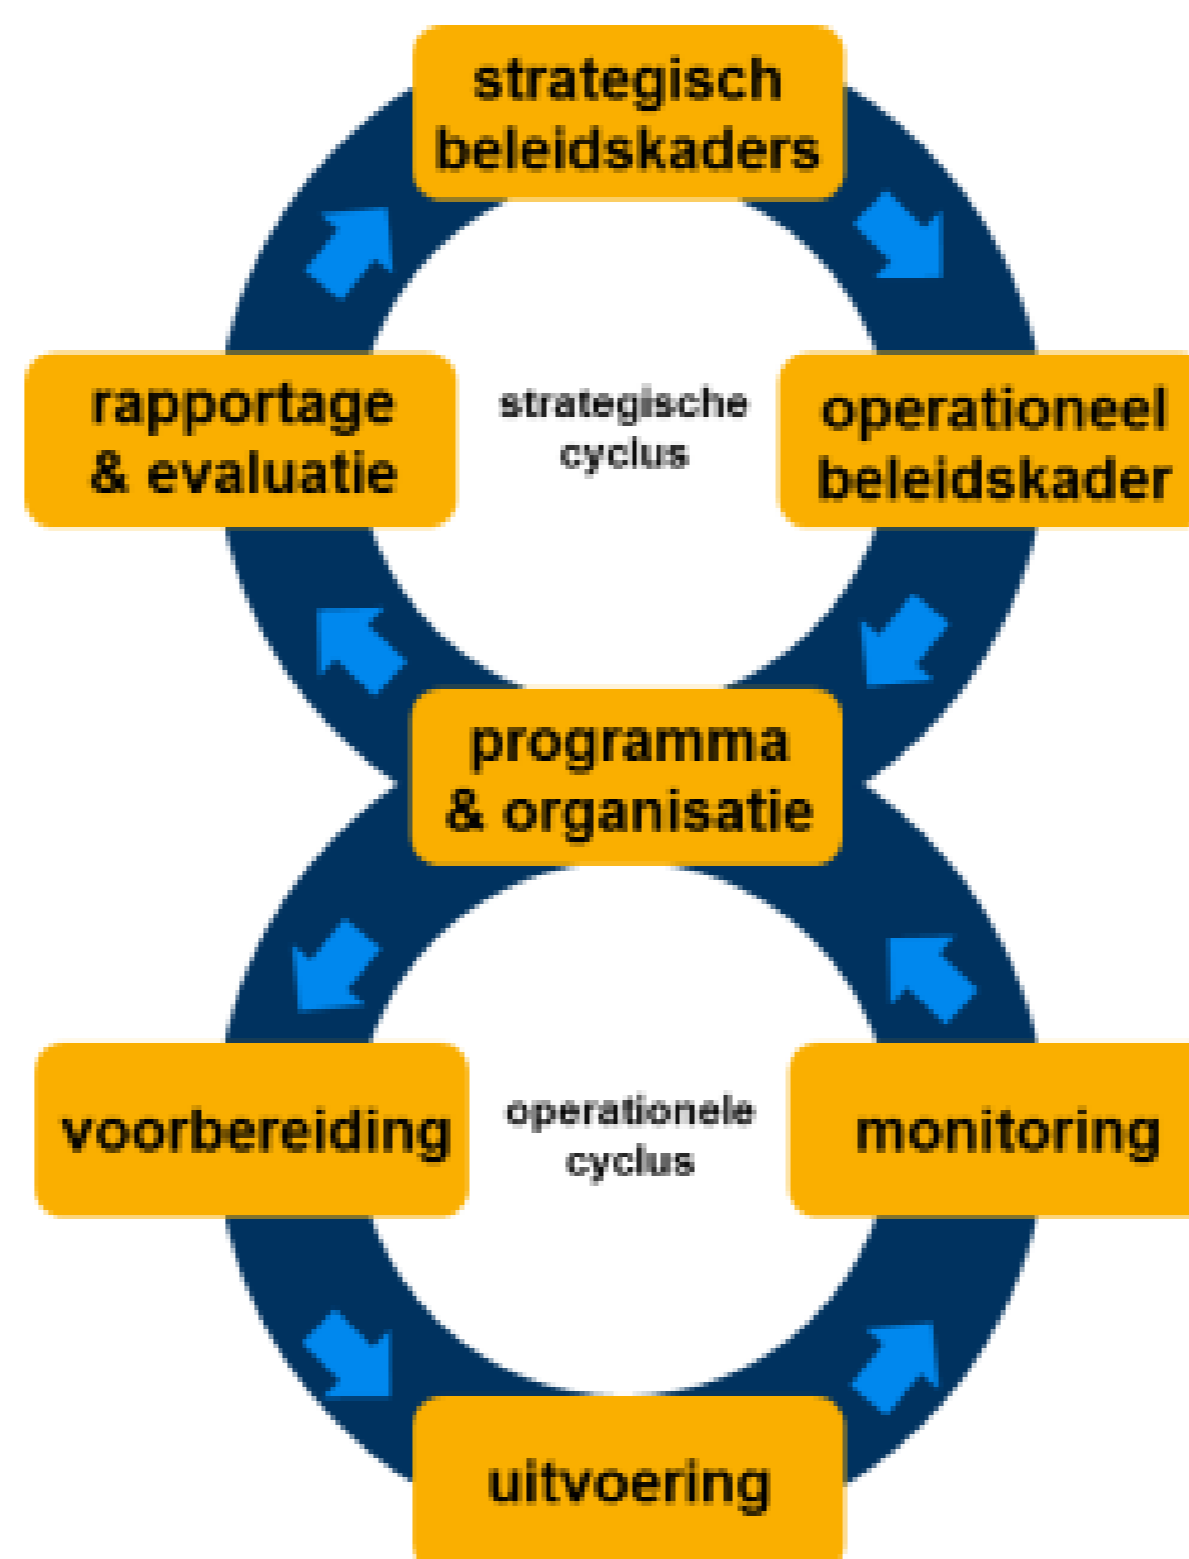 strategisch
beleidskaders
rapportage
& evaluatie
strategische
cyclus
operationeel
beleidskader
programma
& organisatie
voorbereiding
operationele
cyclus
monitoring
uitvoering